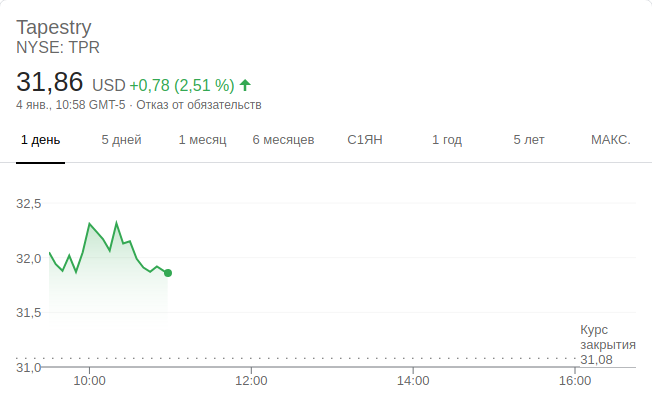 Tapestry
NYSE: TPR
31,86 USD +0,78 (2,51 %)
4 янв., 10:58 GMT-5 · Отказ от обязательств
1 день 5 дней 1 месяц 6 месяцев С1ЯН 1 год 5 лет МАКС.
32,5
32,0
31,5
Курс
закрытия
31,08
31,0
10:00 12:00 14:00 16:00